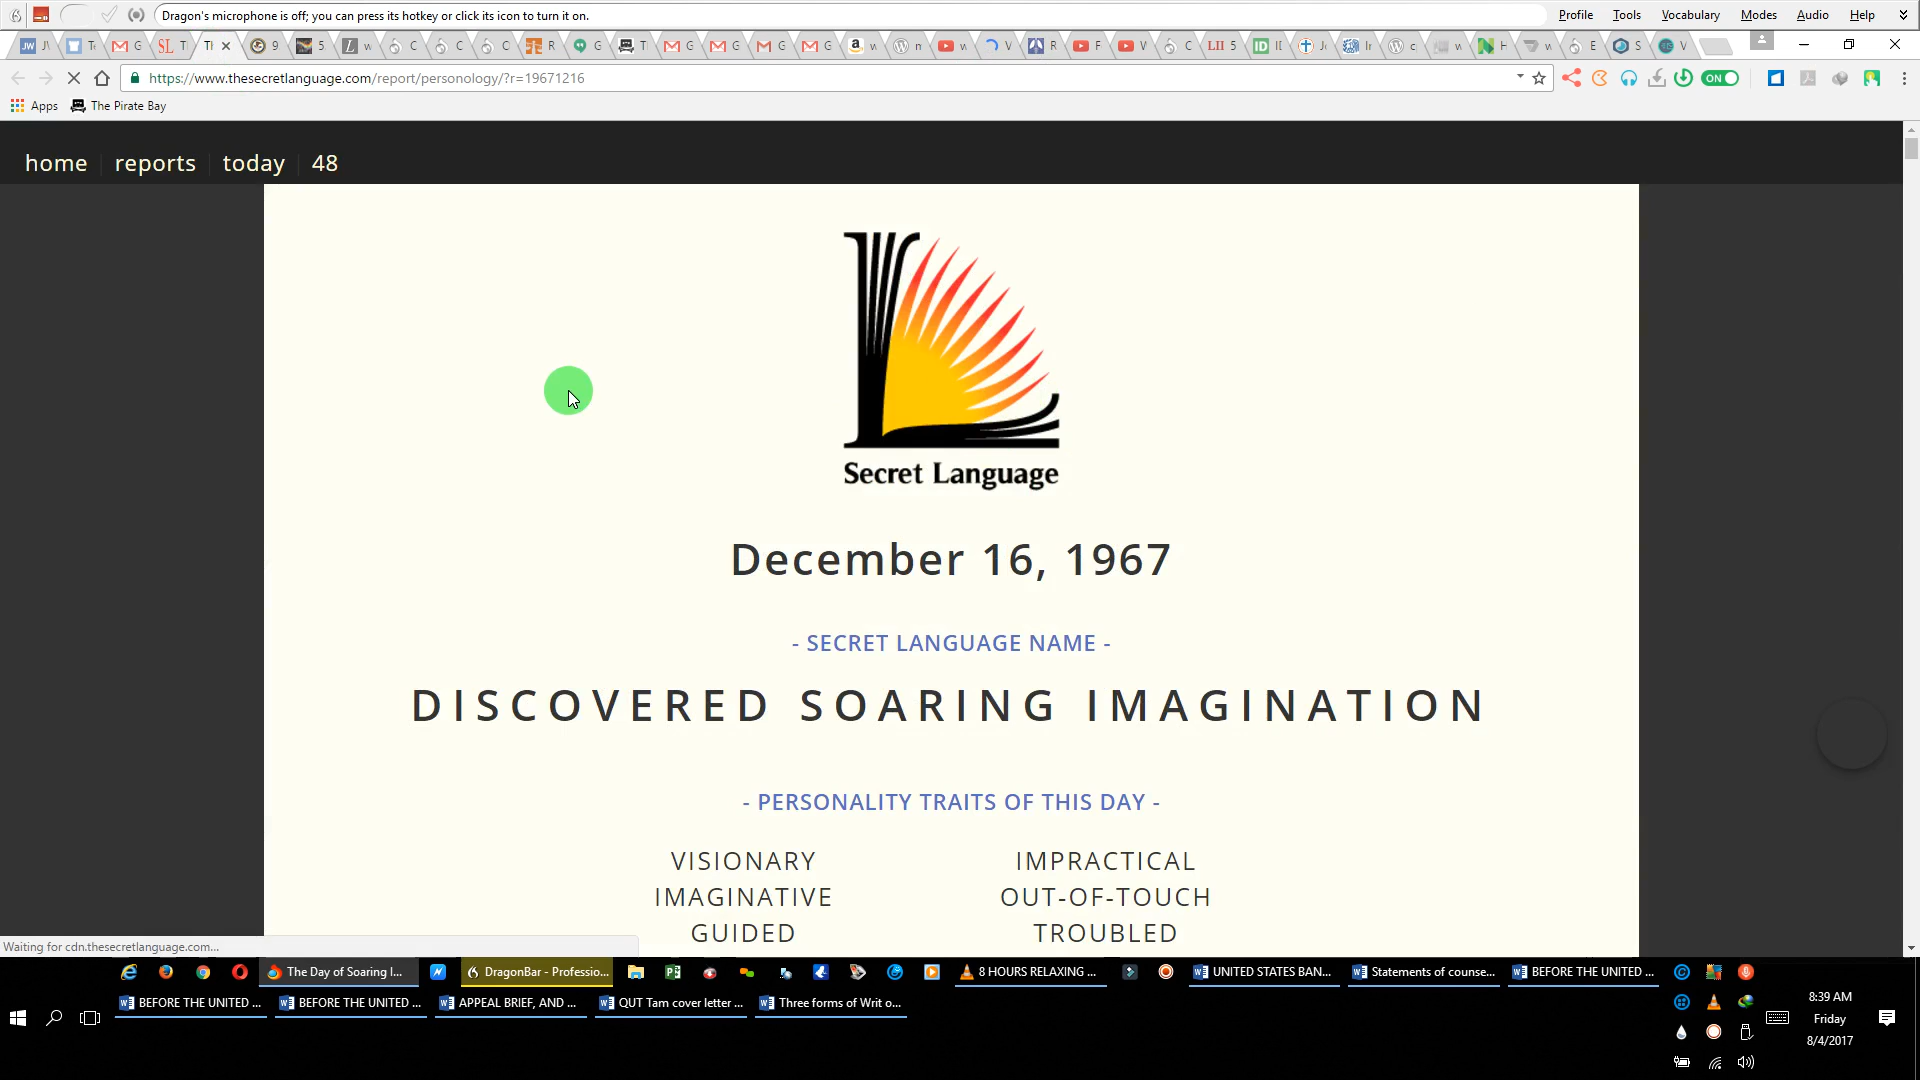 Dragon's microphone is off; you can press its hotkey or click its icon to turn it on.
Profile Tools Vocabulary Modes Audio Help
https://www.thesecretlanguage.com/report/personology/?r=19671216
ON
Apps The Pirate Bay
home reports today 48
Secret Language
December 16, 1967
- SECRET LANGUAGE NAME -
DISCOVERED SOARING IMAGINATION
- PERSONALITY TRAITS OF THIS DAY -
VISIONARY IMPRACTICAL
IMAGINATIVE OUT-OF-TOUCH
GUIDED TROUBLED
Waiting for cdn.thesecretlanguage.com...
The Day of Soaring I... DragonBar - Professio... 8 HOURS RELAXING ... UNITED STATES BAN... Statements of counse... BEFORE THE UNITED ...
BEFORE THE UNITED ... BEFORE THE UNITED ... APPEAL BRIEF, AND ... QUT Tam cover letter ... Three forms of Writ o...
8:39 AM
Friday
8/4/2017